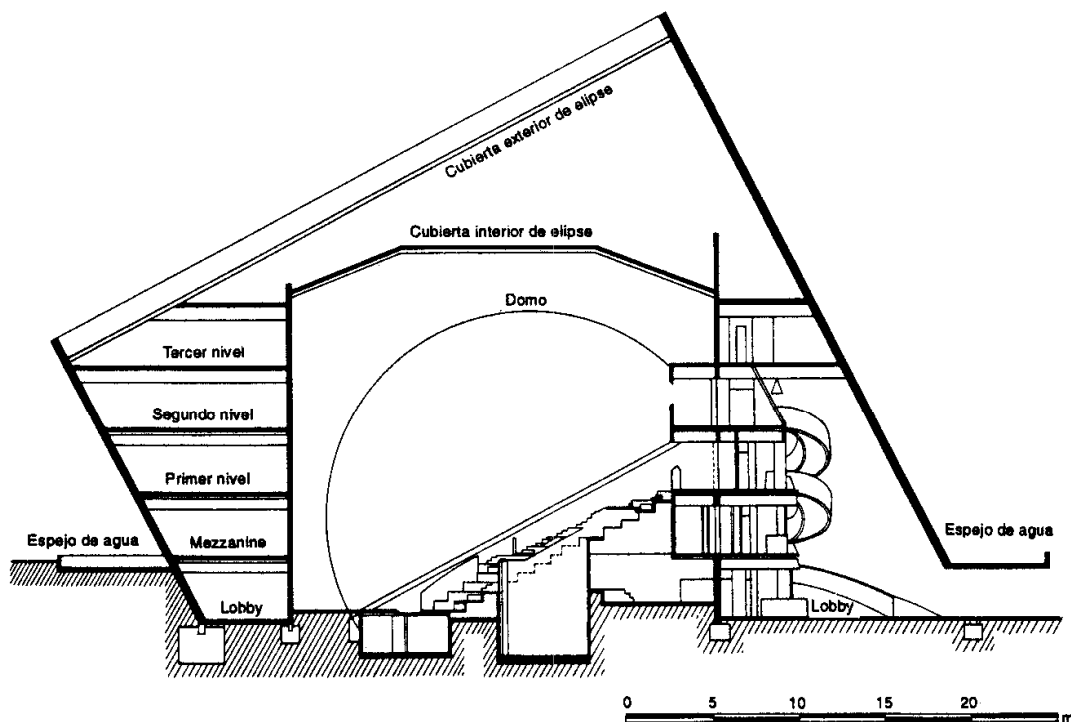 Cubierta exterior de elipse
Cubierta interior de elipse
Domo
Tercer nivel
Segundo nivel
Primer nivel
Espejo de agua
Mezzanine
Espejo de agua
Lobby
Lobby
0 5 10 15 20
m